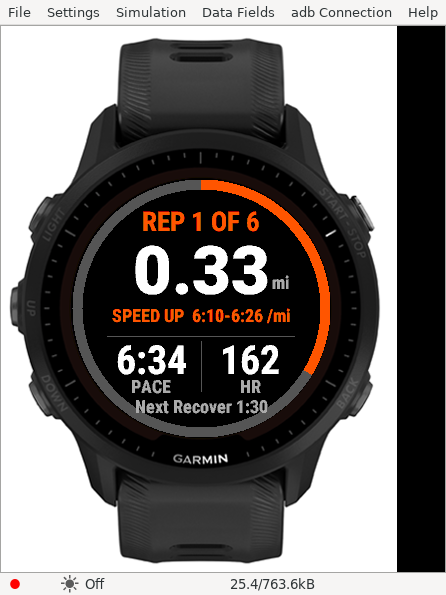 File Settings Simulation Data Fields adb Connection Help
LIGHT
START·STOP
REP 1 OF 6
0.33 mi
UP
SPEED UP 6:10-6:26 /mi
6:34 162
PACE HR
DOWN
BACK
Next Recover 1:30
GARMIN
Off 25.4/763.6kB